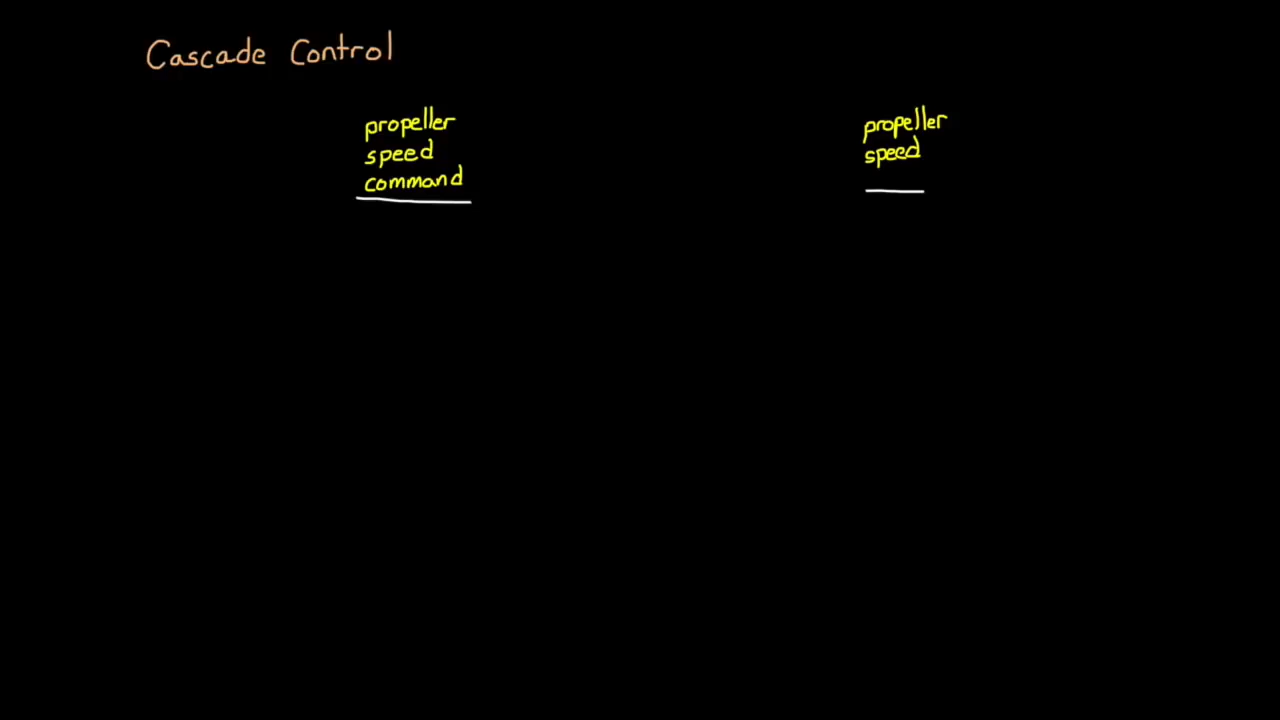 Cascade Control
propeller
speed
command
propeller
speed